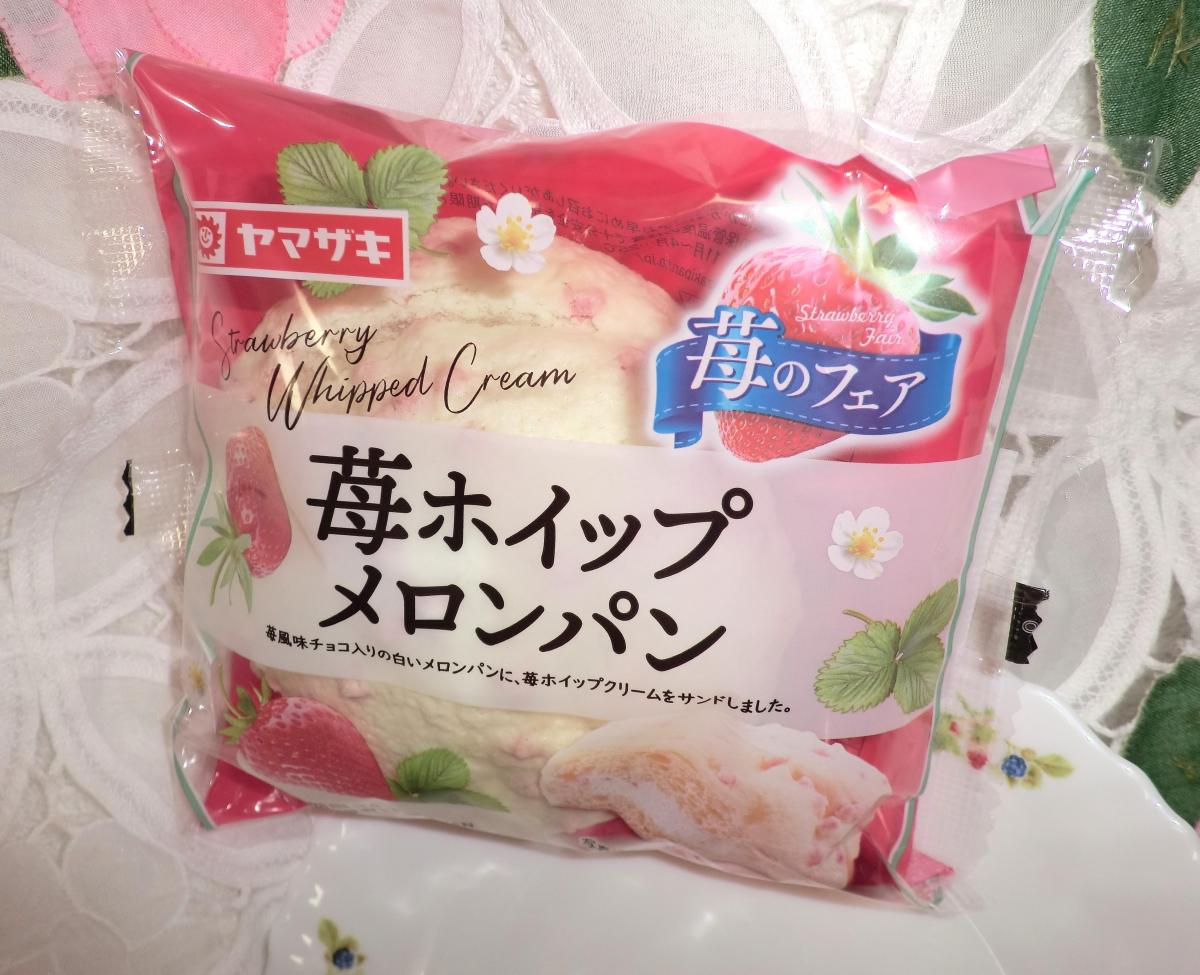 ヤマザキ
Strawberry
Whipped Cream
Strawberry
Fair
苺のフェア
苺ホイップ
メロンパン
苺風味チョコ入りの白いメロンパンに、苺ホイップクリームをサンドしました。